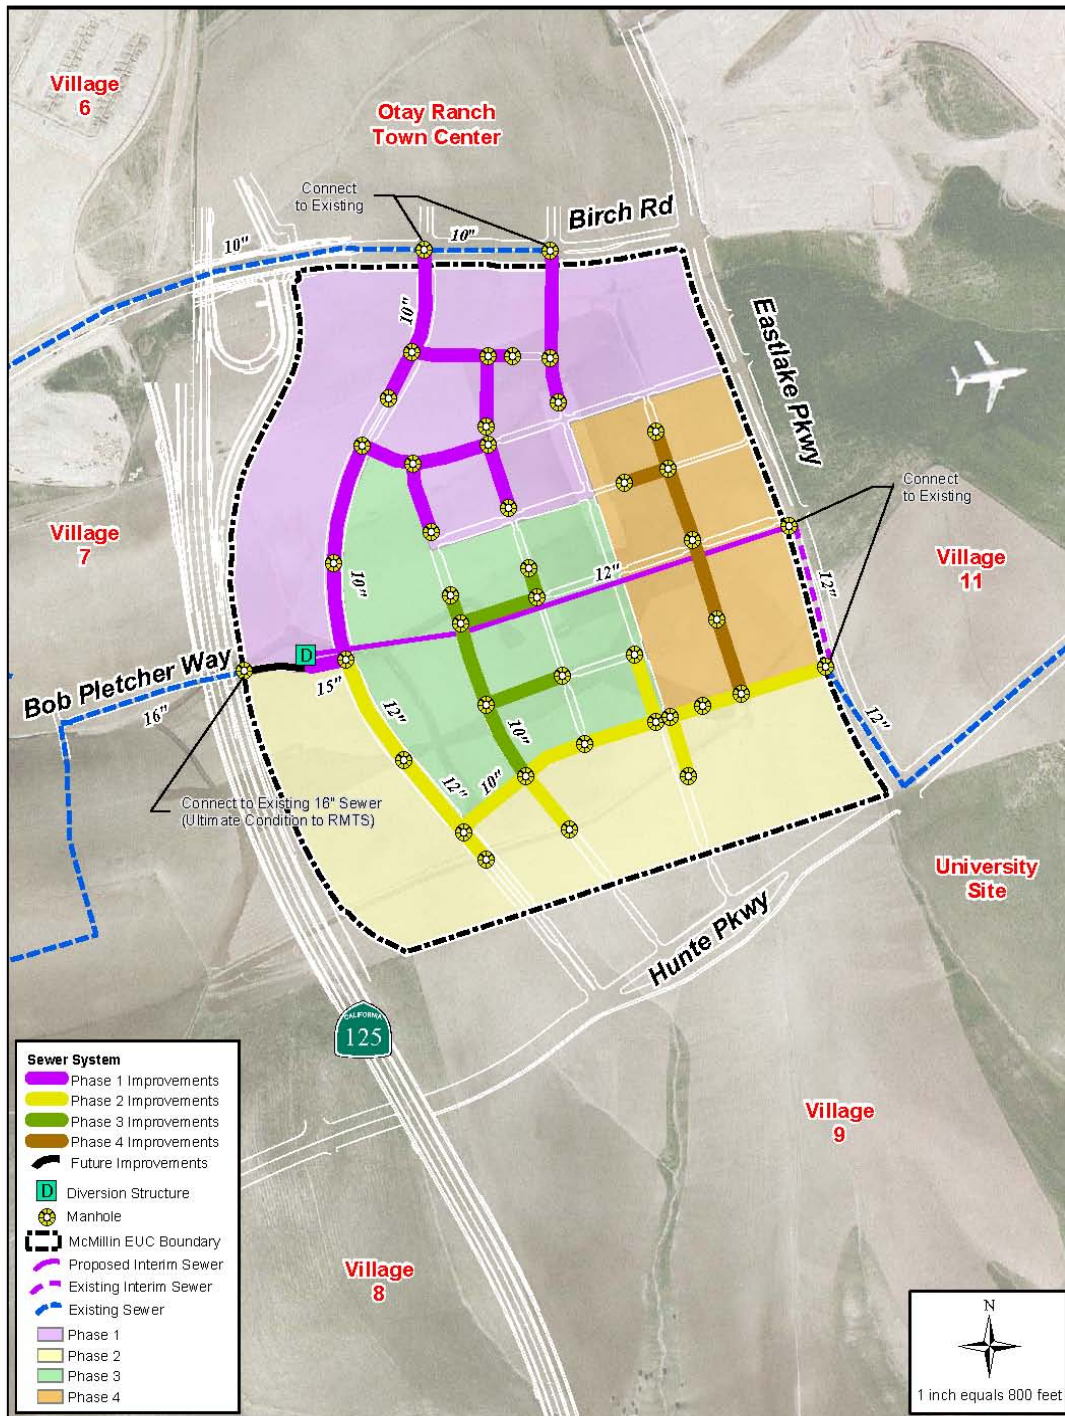 Village
6
Otay Ranch
Town Center
Connect
to Existing
Birch Rd
10"
10"
10"
Eastlake Pkwy
Connect
to Existing
Village
7
Village
11
12"
12"
10"
Bob Pletcher Way
15"
16"
12"
10"
12"
12"
10"
Connect to Existing 16" Sewer
(Ultimate Condition to RMTS)
University
Site
Hunte Pkwy
CALIFORNIA
125
Village
9
Village
8
Sewer System
Phase 1 Improvements
Phase 2 Improvements
Phase 3 Improvements
Phase 4 Improvements
Future Improvements
D
D Diversion Structure
Manhole
McMillin EUC Boundary
Proposed Interim Sewer
Existing Interim Sewer
Existing Sewer
Phase 1
Phase 2
Phase 3
Phase 4
N
1 inch equals 800 feet